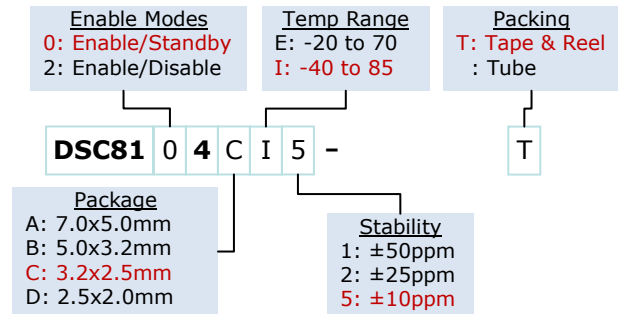 Enable Modes
0: Enable/Standby
2: Enable/Disable
Temp Range
E: -20 to 70
I: -40 to 85
Packing
T: Tape & Reel
: Tube
DSC81 0 4 C I 5 – T
Package
A: 7.0x5.0mm
B: 5.0x3.2mm
C: 3.2x2.5mm
D: 2.5x2.0mm
Stability
1: ±50ppm
2: ±25ppm
5: ±10ppm